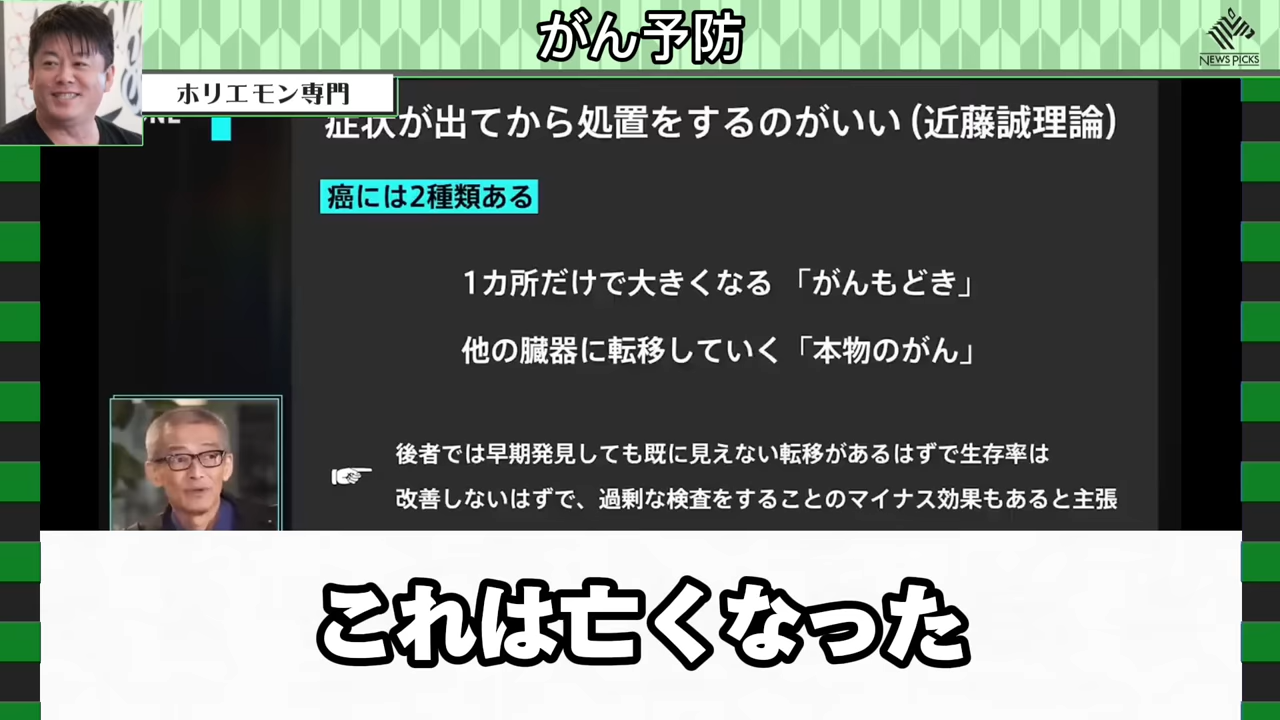 がん予防
NEWS PICKS
ホリエモン専門
症状が出てから処置をするのがいい(近藤誠理論)
癌には2種類ある
1カ所だけで大きくなる 「がんもどき」
他の臓器に転移していく 「本物のがん」
後者では早期発見しても既に見えない転移があるはずで生存率は
改善しないはずで、過剰な検査をすることのマイナス効果もあると主張
これは亡くなった